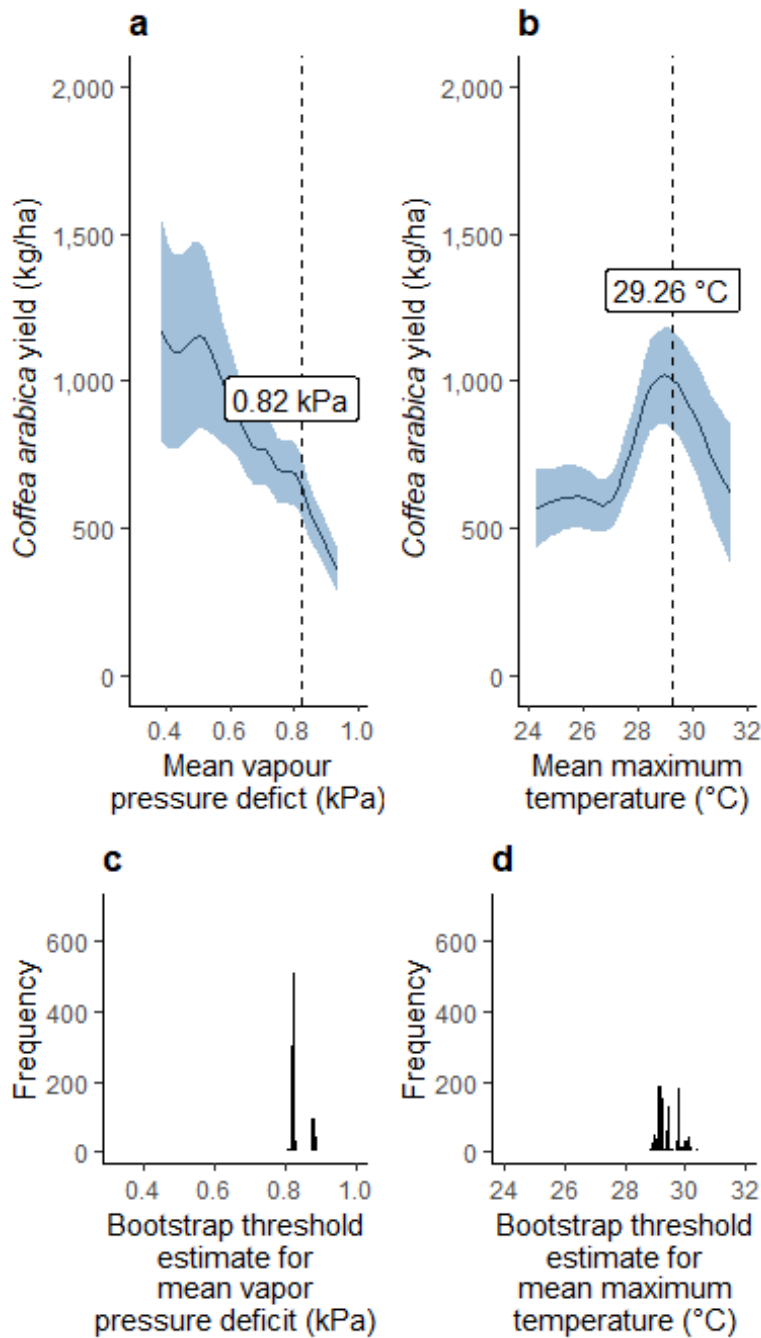 a
2,000
1,500
1,000
500
0
Coffea arabica yield (kg/ha)
0.82 kPa
0.4 0.6 0.8 1.0
Mean vapour
pressure defict (kPa)
b
2,000
1,500
1,000
500
0
Coffea arabica yield (kg/ha)
29.26 °C
24 26 28 30 32
Mean maximum
temperature (°C)
c
600
400
200
0
Frequency
0.4 0.6 0.8 1.0
Bootstrap threshold
estimate for
mean vapor
pressure deficit (kPa)
d
600
400
200
0
Frequency
24 26 28 30 32
Bootstrap threshold
estimate for
mean maximum
temperature (°C)